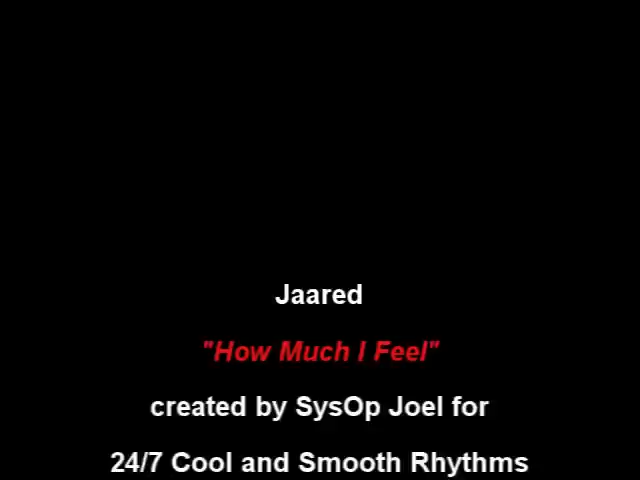 Jaared
"How Much I Feel"
created by SysOp Joel for
24/7 Cool and Smooth Rhythms